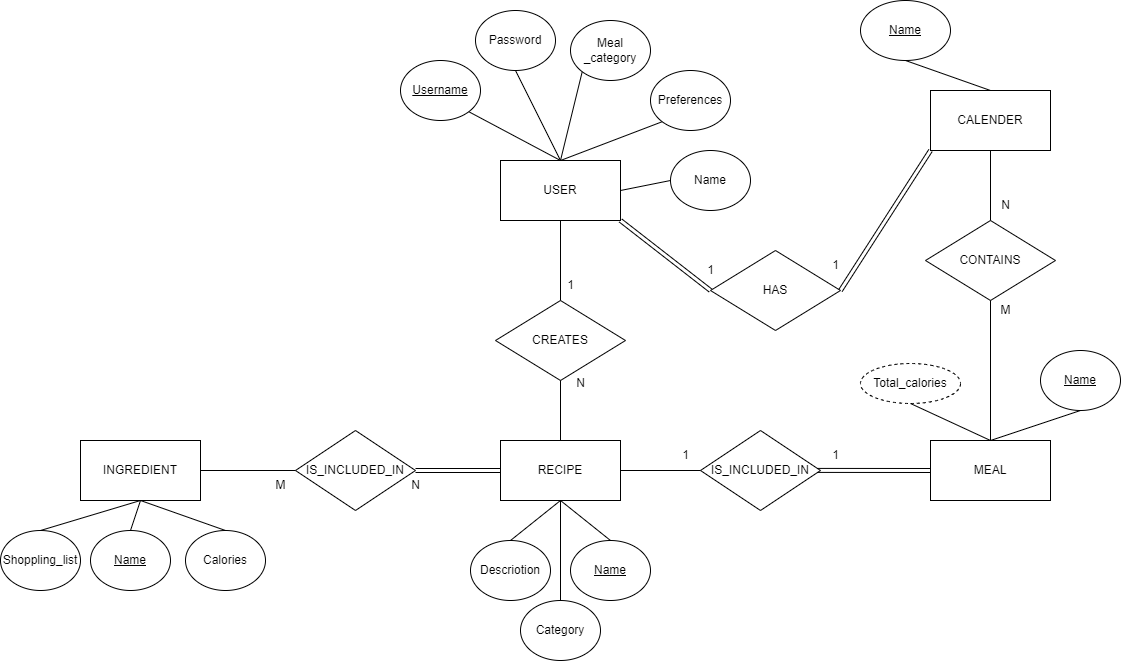 Name
Password
Meal
_category
Username
Preferences
CALENDER
Name
USER
N
CONTAINS
1
1
HAS
1
M
CREATES
N
Total_calories
Name
1
1
INGREDIENT
IS_INCLUDED_IN
RECIPE
IS_INCLUDED_IN
MEAL
M
N
Shoppling_list
Name
Calories
Descriotion
Name
Category